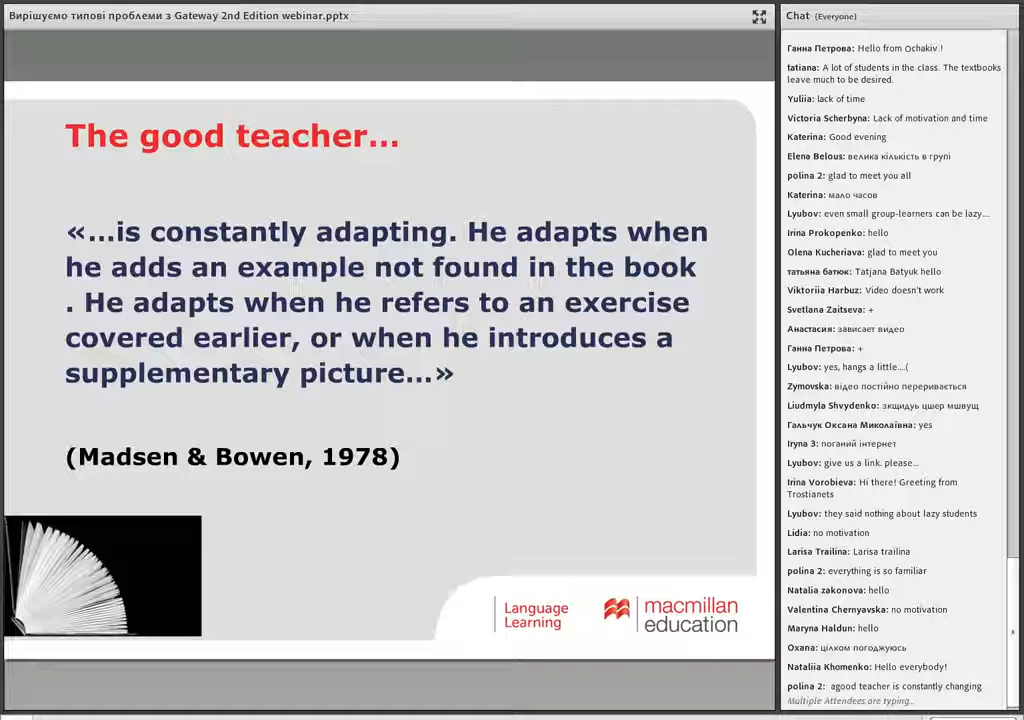 Вирішуємо типові проблеми з Gateway 2nd Edition webinar.pptx
The good teacher...
«...is constantly adapting. He adapts when
he adds an example not found in the book
. He adapts when he refers to an exercise
covered earlier, or when he introduces a
supplementary picture...»
(Madsen & Bowen, 1978)
Language
Learning
macmillan
education
Chat (Everyone)
Ганна Петрова: Hello from Ochakiv !
tatiana: A lot of students in the class. The textbooks
leave much to be desired.
Yuliia: lack of time
Victoria Scherbyna: Lack of motivation and time
Katerina: Good evening
Elena Belous: велика кількість в групі
polina 2: glad to meet you all
Katerina: мало часов
Lyubov: even small group-learners can be lazy....
Irina Prokopenko: hello
Olena Kucheriava: glad to meet you
татьяна батюк: Tatjana Batyuk hello
Viktoriia Harbuz: Video doesn't work
Svetlana Zaitseva: +
Анастасия: зависает видео
Ганна Петрова: +
Lyubov: yes, hangs a little....(
Zymovska: відео постійно переривається
Liudmyla Shvydenko: зкщидуь цшер мшвущ
Гальчук Оксана Миколаївна: yes
Iryna 3: поганий інтернет
Lyubov: give us a link. please...
Irina Vorobieva: Hi there! Greeting from
Trostianets
Lyubov: they said nothing about lazy students
Lidia: no motivation
Larisa Trailina: Larisa trailina
polina 2: everything is so familiar
Natalia zakonova: hello
Valentina Chernyavska: no motivation
Maryna Haldun: hello
Оxана: цілком погоджуюсь
Nataliia Khomenko: Hello everybody!
polina 2: agood teacher is constantly changing
Multiple Attendees are typing...